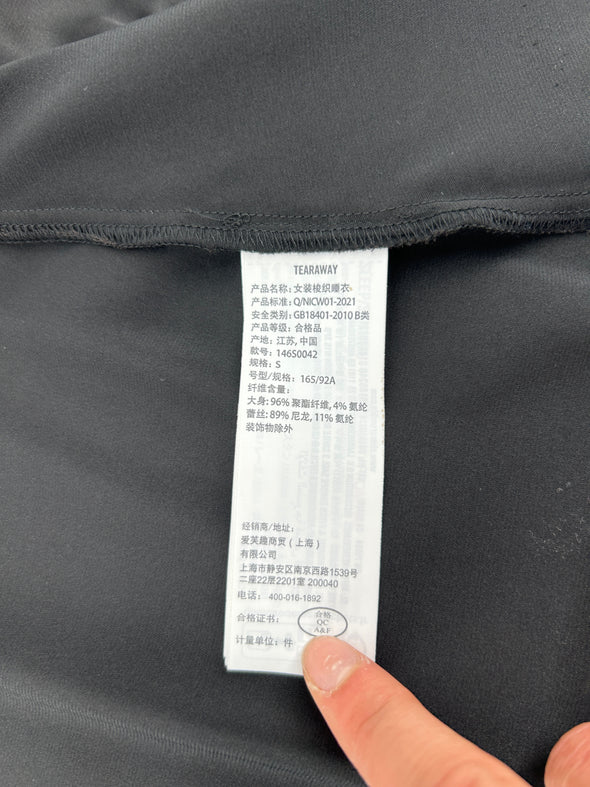 TEARAWAY
产品名称: 女装梭织睡衣
产品标准: Q/NICW01-2021
安全类别: GB18401-2010 B类
产品等级: 合格品
产地: 江苏, 中国
款号: 146S0042
规格: S
号型/规格: 165/92A
纤维含量:
大身: 96% 聚酯纤维, 4% 氨纶
蕾丝: 89% 尼龙, 11% 氨纶
装饰物除外
经销商/地址:
爱芙趣商贸（上海）
有限公司
上海市静安区南京西路1539号
二座22层2201室 200040
电话: 400-016-1892
合格证书:
合格
QC
A&F
计量单位: 件